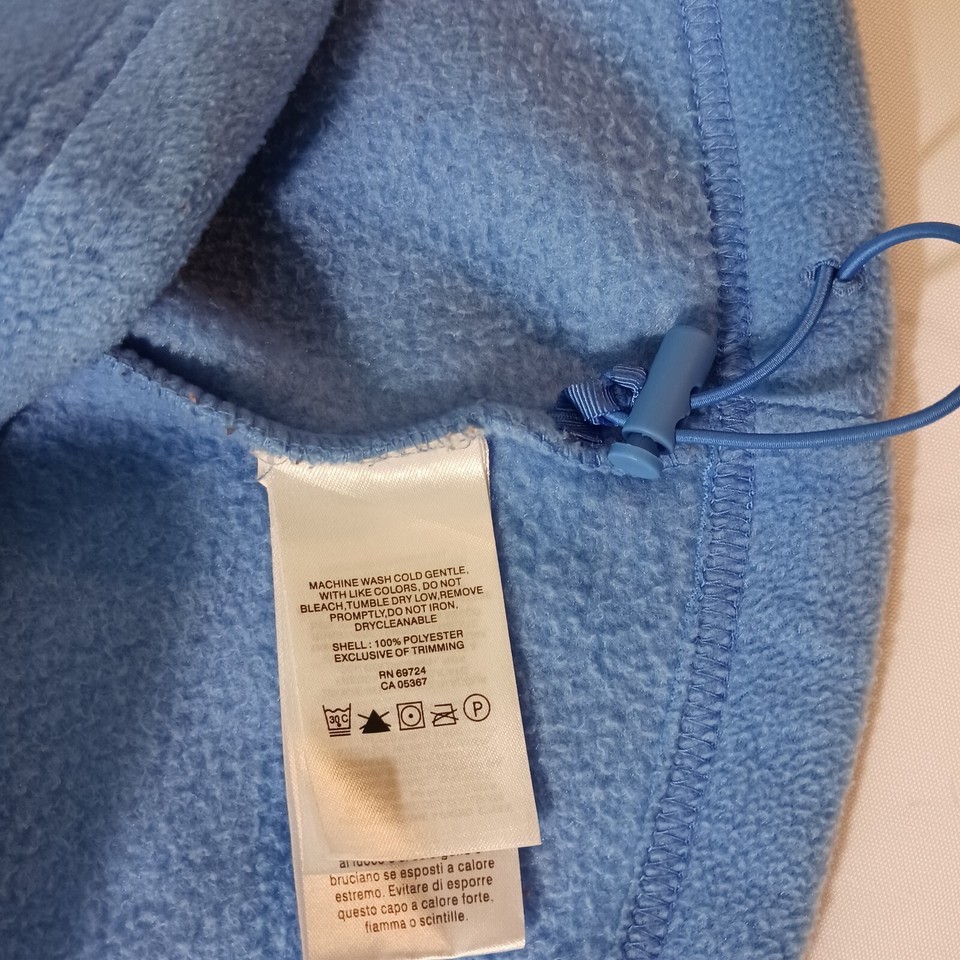 MACHINE WASH COLD GENTLE,
WITH LIKE COLORS, DO NOT
BLEACH,TUMBLE DRY LOW,REMOVE
PROMPTLY,DO NOT IRON,
DRYCLEANABLE
SHELL: 100% POLYESTER
EXCLUSIVE OF TRIMMING
RN 69724
CA 05367
30 C P
bruciano se esposti a calore
estremo. Evitare di esporre
questo capo a calore forte,
fiamma o scintille.